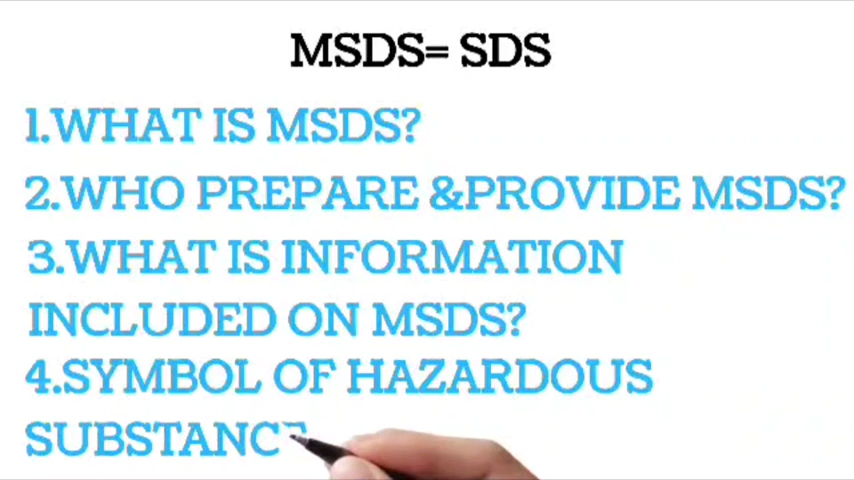 MSDS= SDS
1.WHAT IS MSDS?
2.WHO PREPARE &PROVIDE MSDS?
3.WHAT IS INFORMATION
INCLUDED ON MSDS?
4.SYMBOL OF HAZARDOUS
SUBSTANCE